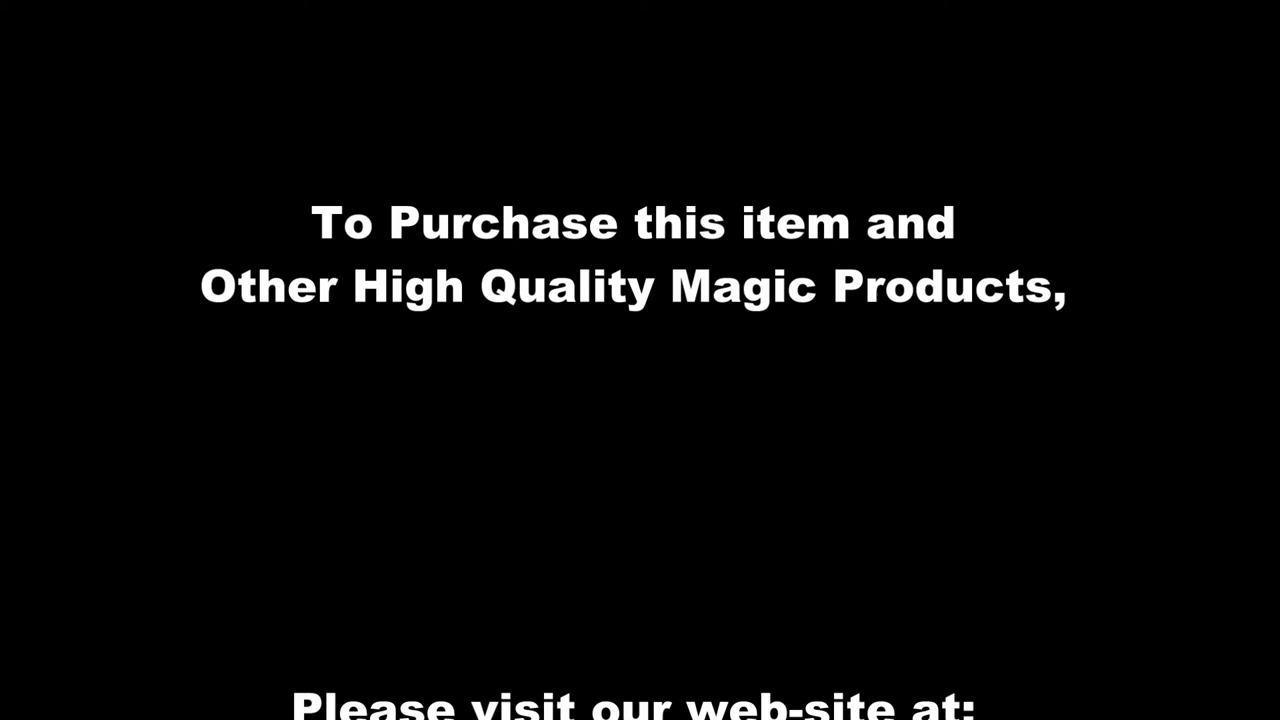 To Purchase this item and
Other High Quality Magic Products,
Please visit our web-site at: